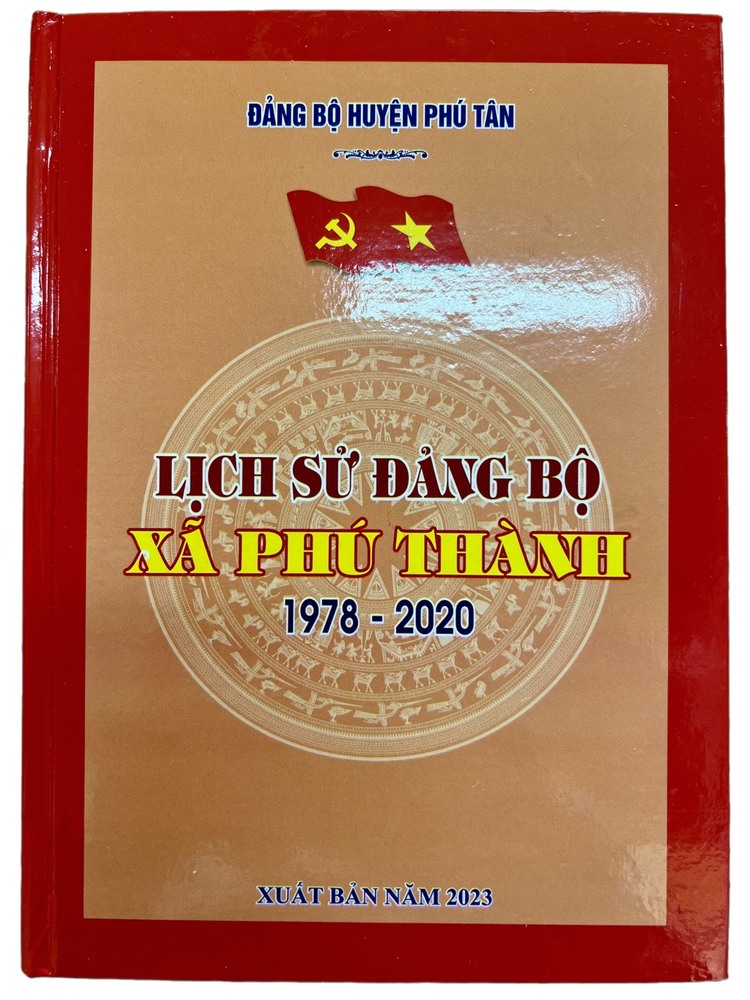 ĐẢNG BỘ HUYỆN PHÚ TÂN
LỊCH SỬ ĐẢNG BỘ
XÃ PHÚ THÀNH
1978 - 2020
XUẤT BẢN NĂM 2023